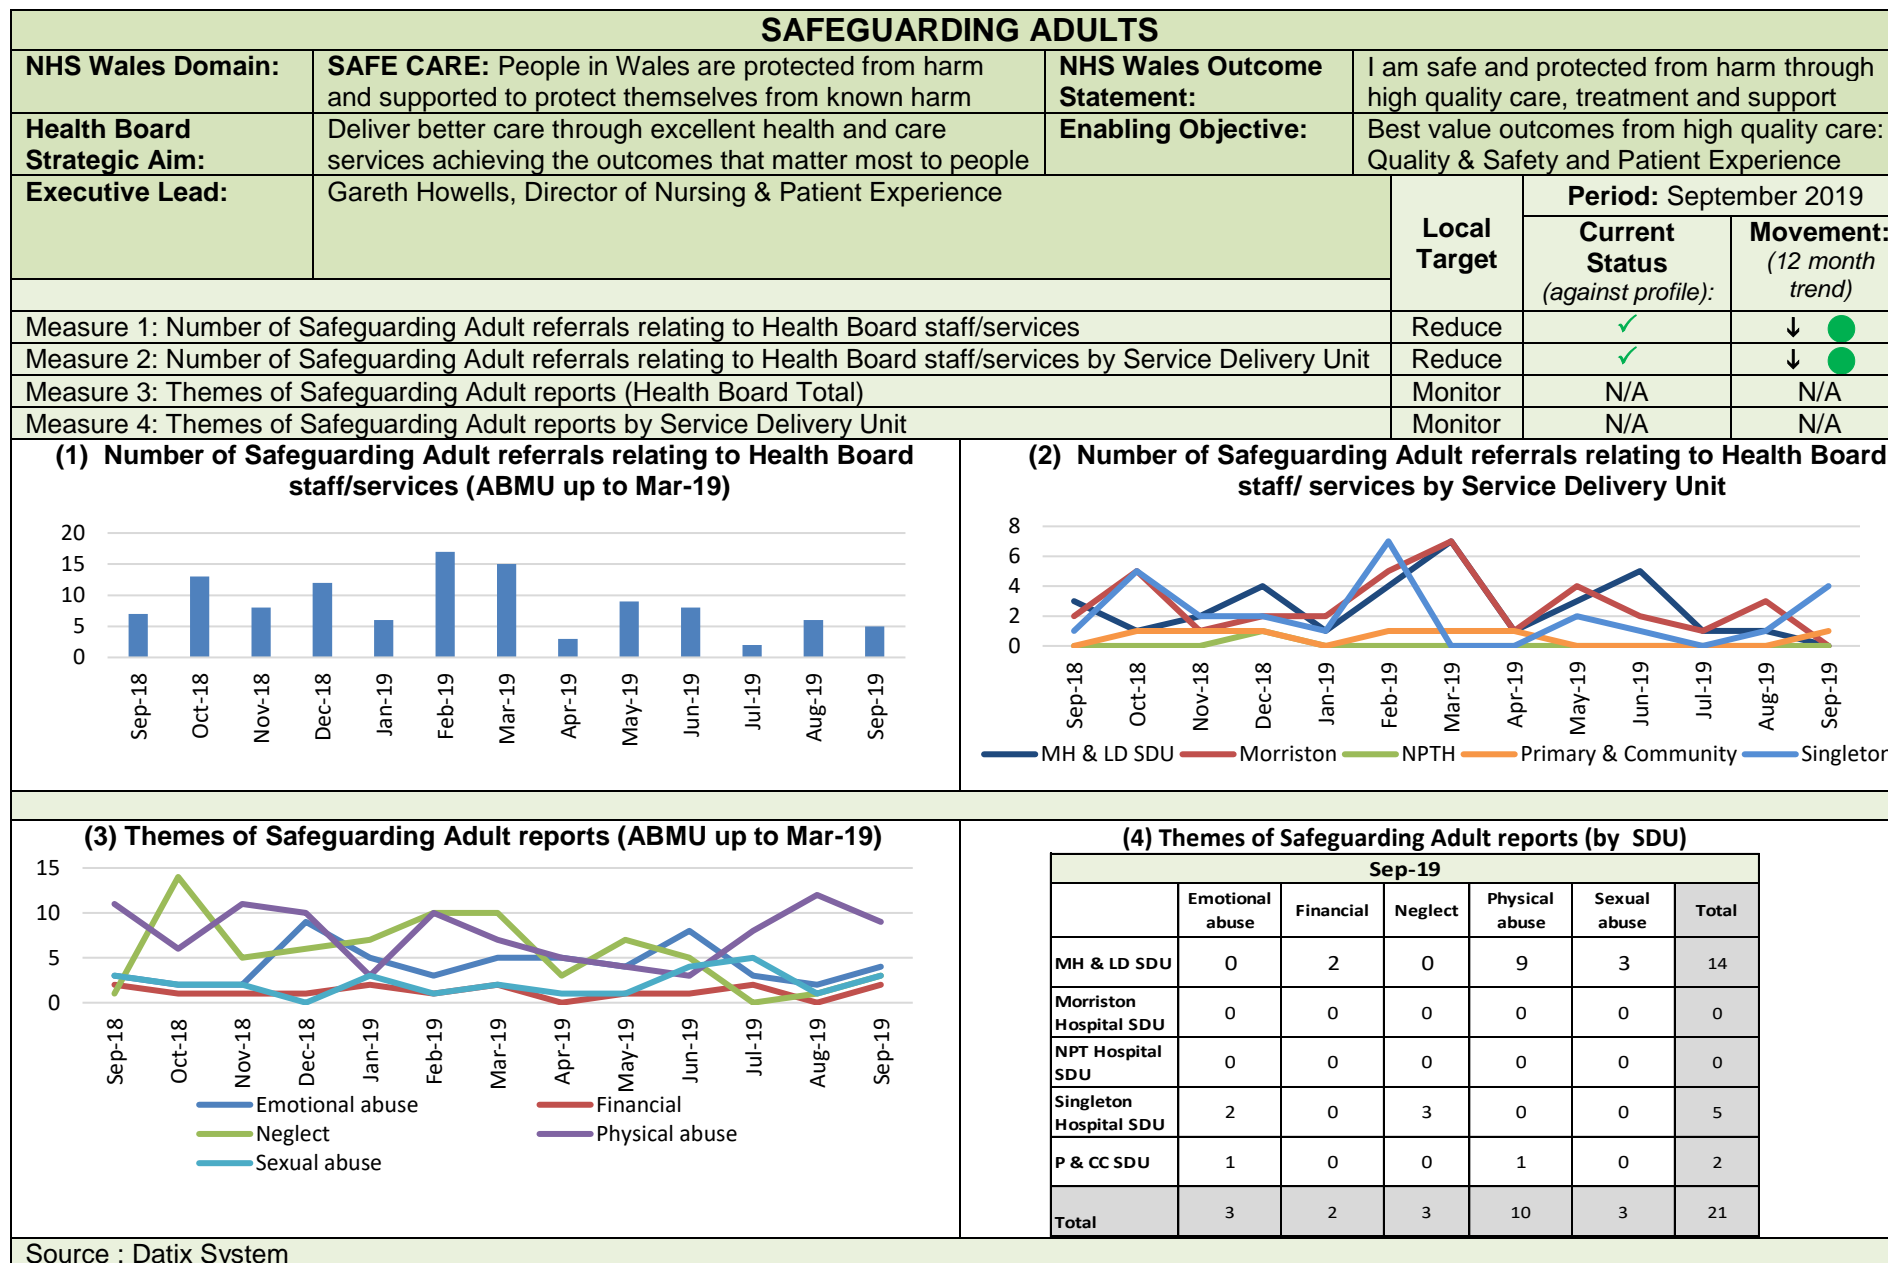 SAFEGUARDING ADULTS
NHS Wales Domain:
SAFE CARE: People in Wales are protected from harm
and supported to protect themselves from known harm
NHS Wales Outcome
Statement:
I am safe and protected from harm through
high quality care, treatment and support
Health Board
Strategic Aim:
Deliver better care through excellent health and care
services achieving the outcomes that matter most to people
Enabling Objective:
Best value outcomes from high quality care:
Quality & Safety and Patient Experience
Executive Lead:
Gareth Howells, Director of Nursing & Patient Experience
Local
Target
Period: September 2019
Current
Status
(against profile):
Movement:
(12 month
trend)
Measure 1: Number of Safeguarding Adult referrals relating to Health Board staff/services Reduce ✓ ↓
Measure 2: Number of Safeguarding Adult referrals relating to Health Board staff/services by Service Delivery Unit Reduce ✓ ↓
Measure 3: Themes of Safeguarding Adult reports (Health Board Total) Monitor N/A N/A
Measure 4: Themes of Safeguarding Adult reports by Service Delivery Unit Monitor N/A N/A
(1) Number of Safeguarding Adult referrals relating to Health Board
staff/services (ABMU up to Mar-19)
20
15
10
5
0
Sep-18 Oct-18 Nov-18 Dec-18 Jan-19 Feb-19 Mar-19 Apr-19 May-19 Jun-19 Jul-19 Aug-19 Sep-19
(2) Number of Safeguarding Adult referrals relating to Health Board
staff/ services by Service Delivery Unit
8
6
4
2
0
Sep-18 Oct-18 Nov-18 Dec-18 Jan-19 Feb-19 Mar-19 Apr-19 May-19 Jun-19 Jul-19 Aug-19 Sep-19
MH & LD SDU Morriston NPTH Primary & Community Singleton
(3) Themes of Safeguarding Adult reports (ABMU up to Mar-19)
15
10
5
0
Sep-18 Oct-18 Nov-18 Dec-18 Jan-19 Feb-19 Mar-19 Apr-19 May-19 Jun-19 Jul-19 Aug-19 Sep-19
Emotional abuse Financial
Neglect Physical abuse
Sexual abuse
(4) Themes of Safeguarding Adult reports (by SDU)
Sep-19
Emotional
abuse
Financial
Neglect
Physical
abuse
Sexual
abuse
Total
MH & LD SDU 0 2 0 9 3 14
Morriston
Hospital SDU 0 0 0 0 0 0
NPT Hospital
SDU 0 0 0 0 0 0
Singleton
Hospital SDU 2 0 3 0 0 5
P & CC SDU 1 0 0 1 0 2
Total 3 2 3 10 3 21
Source : Datix System